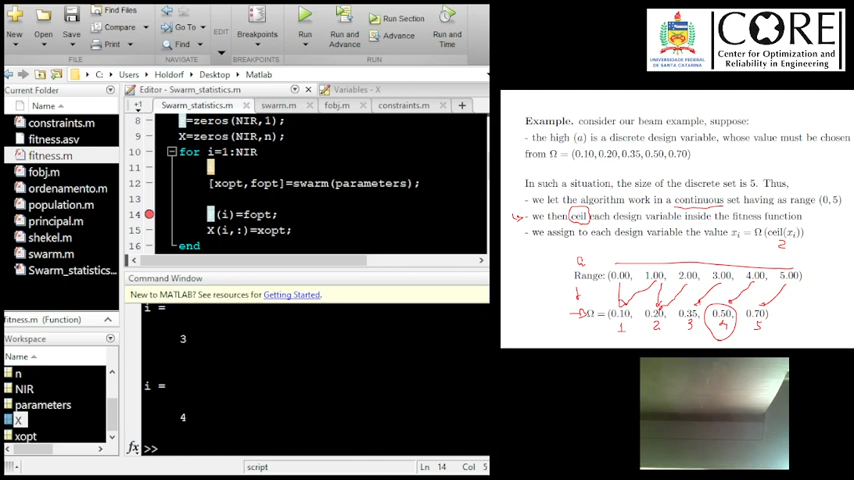 New
Open
Save
Find Files
Compare
Print
Go To
Find
EDIT
Breakpoints
Run
Run and
Advance
Run Section
Advance
Run and
Time
FILE
NAVIGATE
BREAKPOINTS
RUN
C: Users Holdorf Desktop Matlab
Current Folder
Name
constraints.m
fitness.asv
fitness.m
fobj.m
ordenamento.m
population.m
principal.m
shekel.m
swarm.m
Swarm_statistics...
fitness.m (Function)
Workspace
Name
n
NIR
parameters
X
xopt
Editor - Swarm_statistics.m
Variables - X
+1
Swarm_statistics.m
swarm.m
fobj.m
constraints.m
8 =zeros(NIR,1);
9 X=zeros(NIR,n);
10 for i=1:NIR
11
12 [xopt,fopt]=swarm(parameters);
13
14 (i)=fopt;
15 X(i,:)=xopt;
16 end
Command Window
New to MATLAB? See resources for Getting Started.
i =
3
i =
4
fx >>
script
Ln 14 Col 5
UNIVERSIDADE FEDERAL
DE SANTA CATARINA
CORE
Center for Optimization and
Reliability in Engineering
Example. consider our beam example, suppose:
- the high (a) is a discrete design variable, whose value must be chosen
from Ω = (0.10, 0.20, 0.35, 0.50, 0.70)
In such a situation, the size of the discrete set is 5. Thus,
- we let the algorithm work in a continuous set having as range (0, 5)
- we then ceil each design variable inside the fitness function
- we assign to each design variable the value xᵢ = Ω (ceil(xᵢ))
2
Range: (0.00, 1.00, 2.00, 3.00, 4.00, 5.00)
Ω = (0.10, 0.20, 0.35, 0.50, 0.70)
1 2 3 4 5